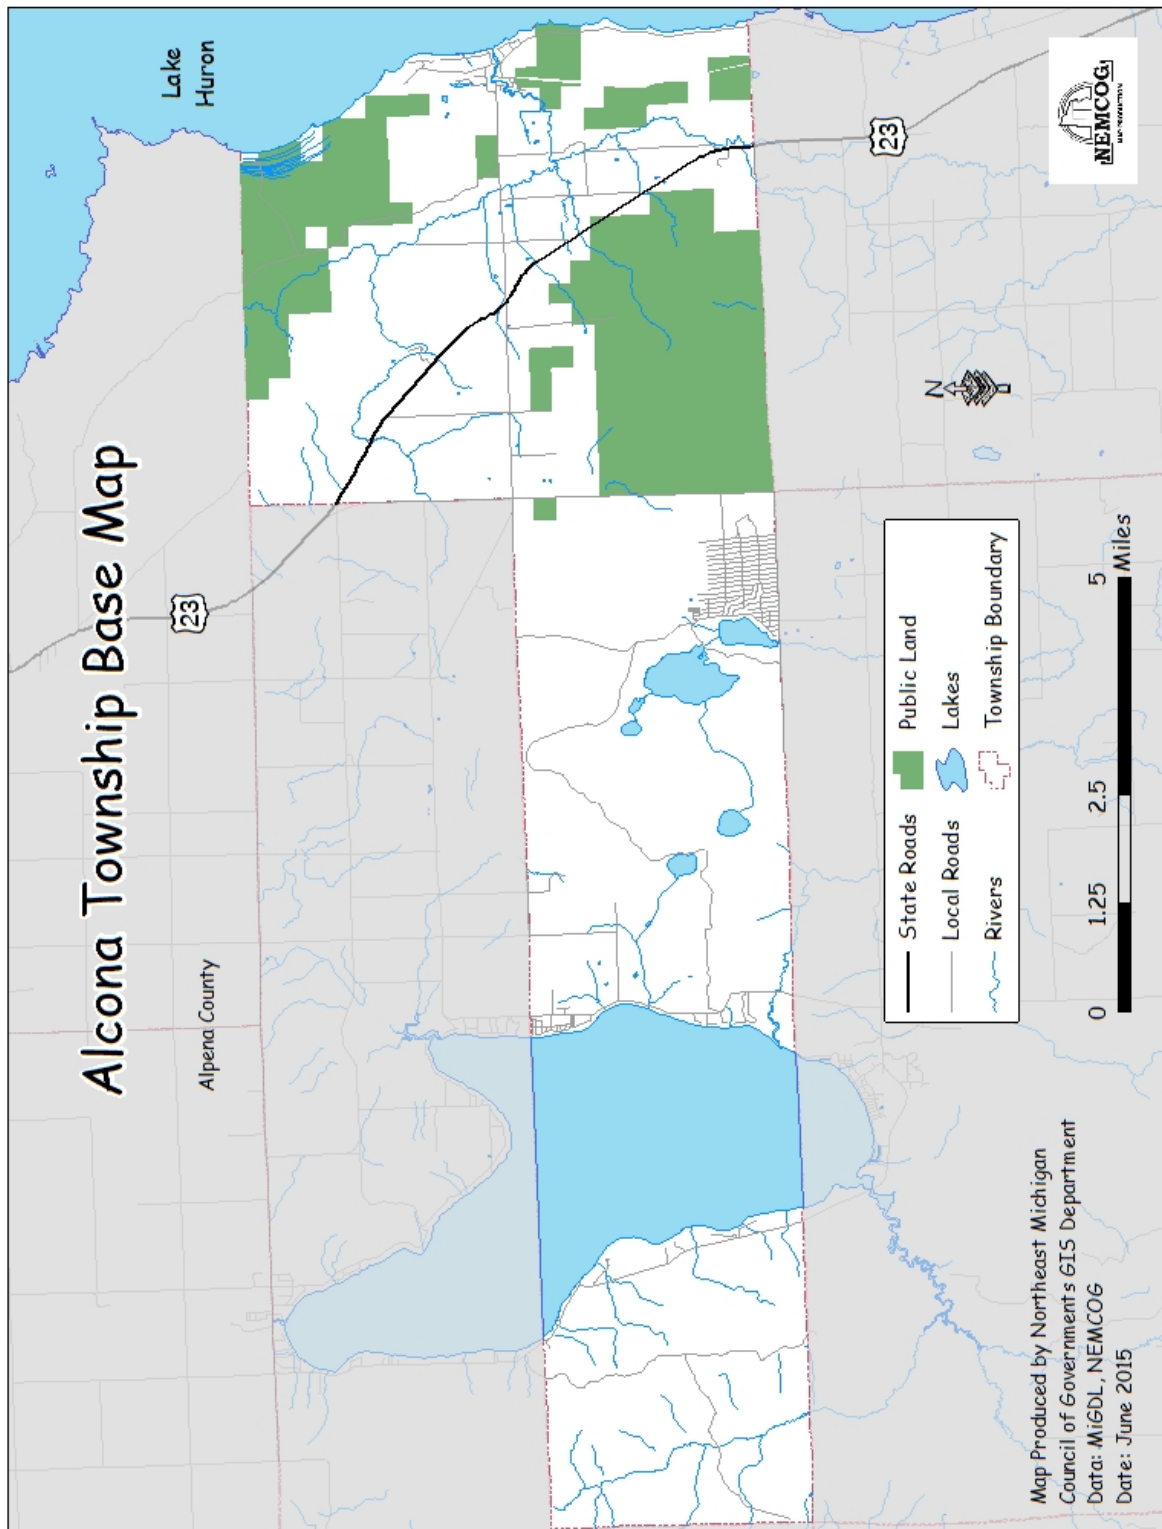 Alcona Township Base Map
Lake
Huron
Alpena County
23
23
N
NEMCOG
State Roads
Local Roads
Rivers
Public Land
Lakes
Township Boundary
0 1.25 2.5 5
Miles
Map Produced by Northeast Michigan
Council of Governments GIS Department
Data: MiGDL, NEMCOG
Date: June 2015